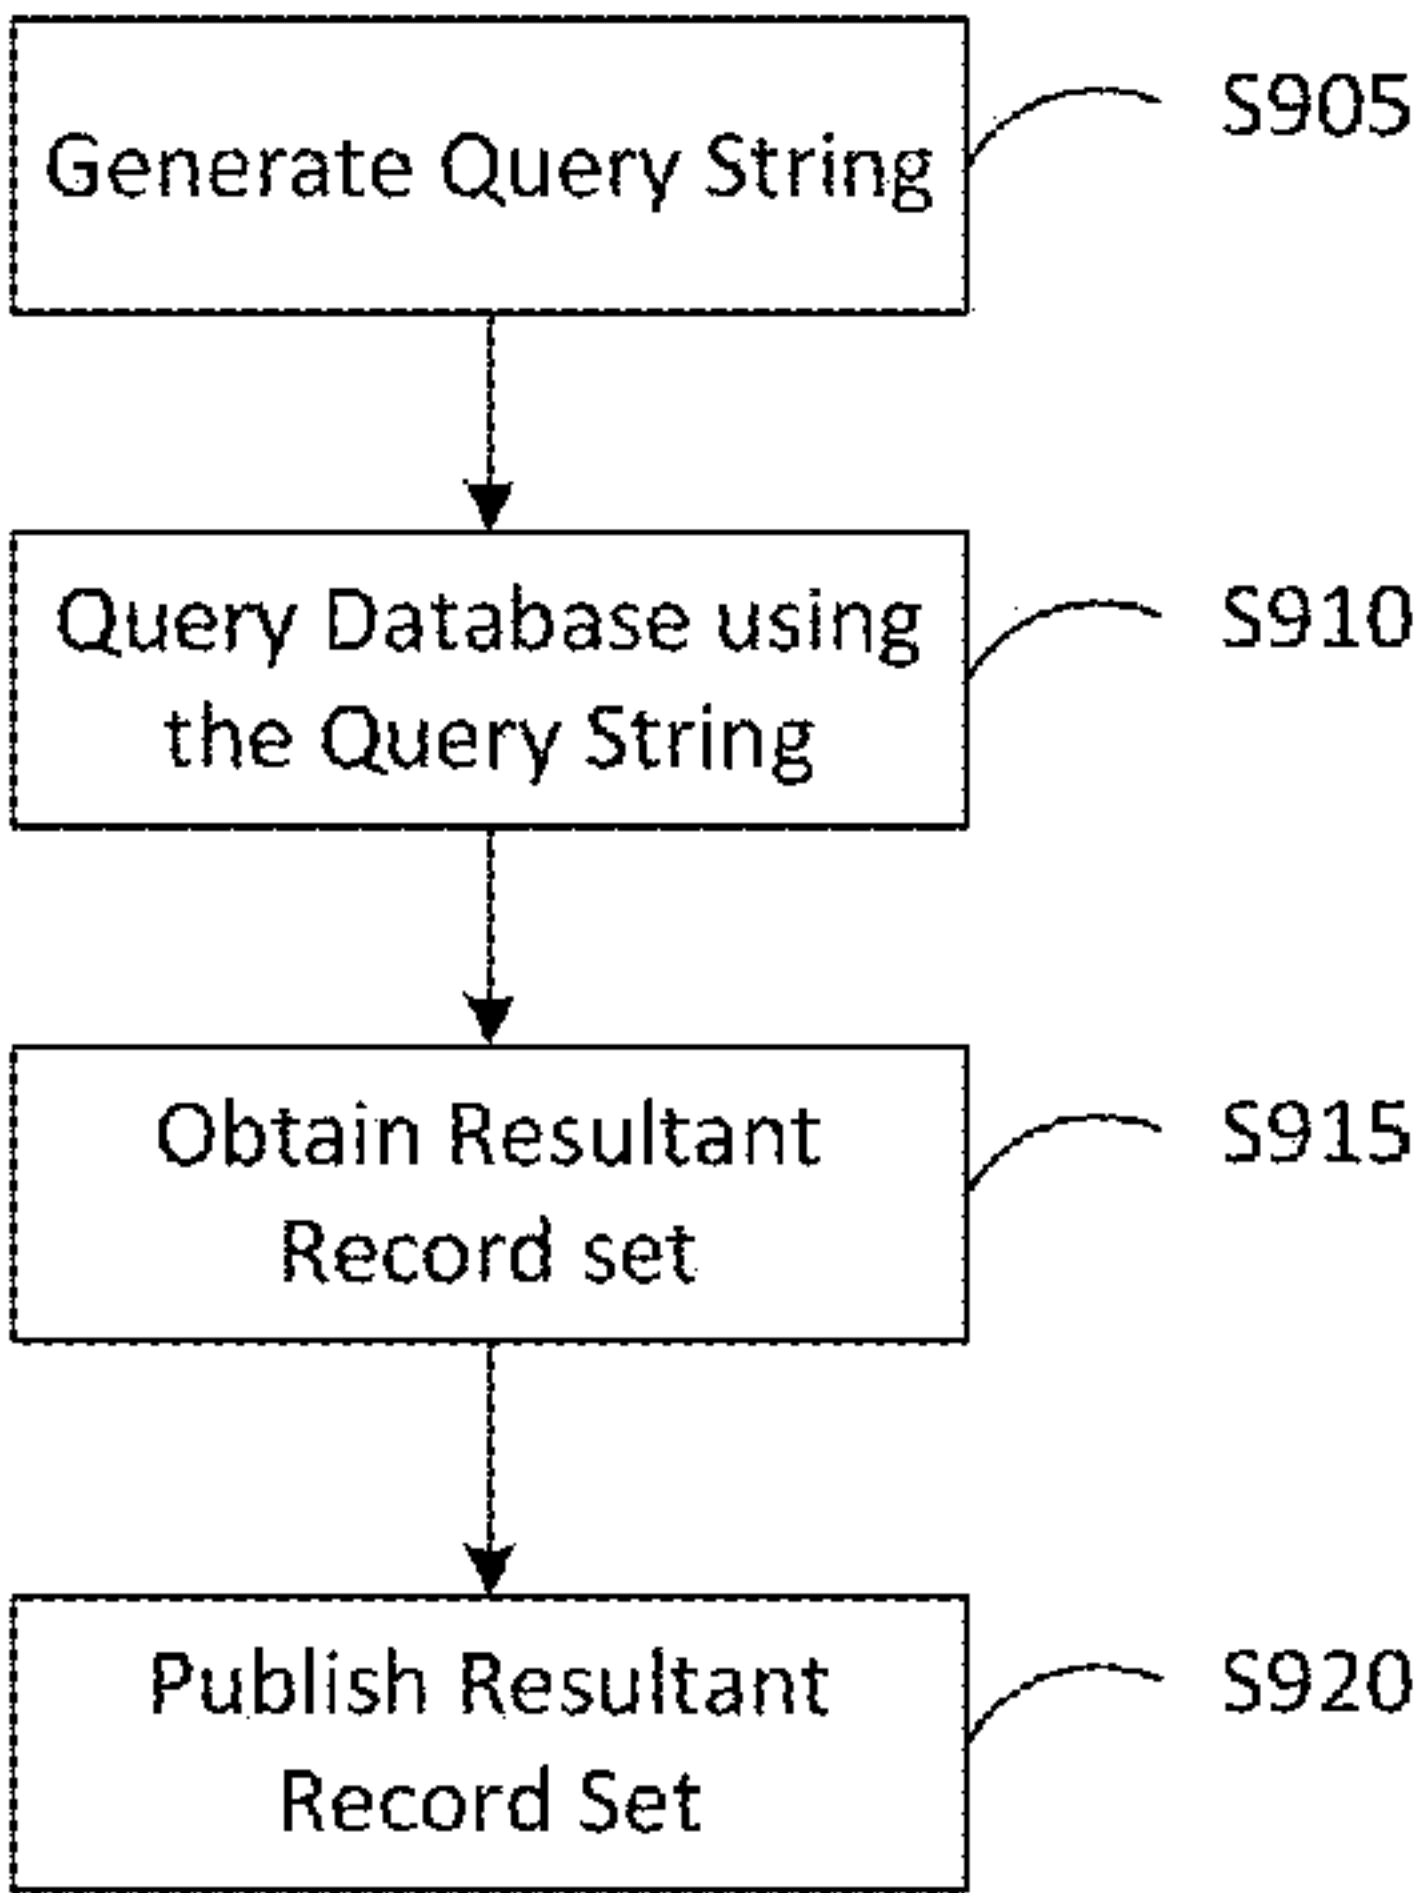 Generate Query String
S905
Query Database using
the Query String
S910
Obtain Resultant
Record set
S915
Publish Resultant
Record Set
S920